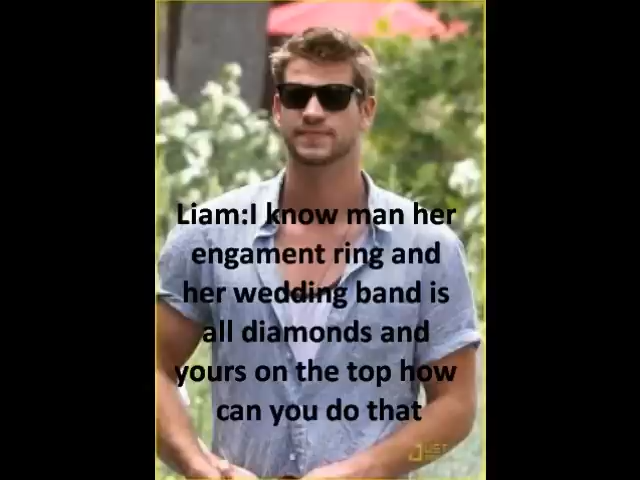 Liam:I know man her
engament ring and
her wedding band is
all diamonds and
yours on the top how
can you do that
JUST